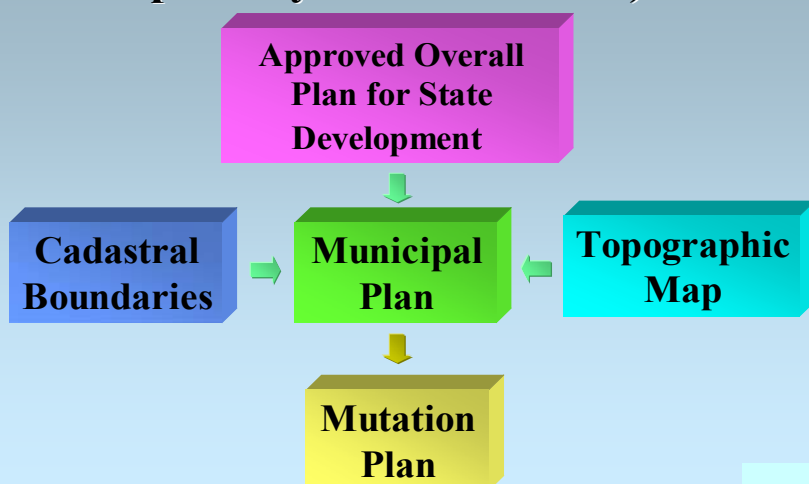 Approved Overall
Plan for State
Development
Cadastral
Boundaries
Municipal
Plan
Topographic
Map
Mutation
Plan